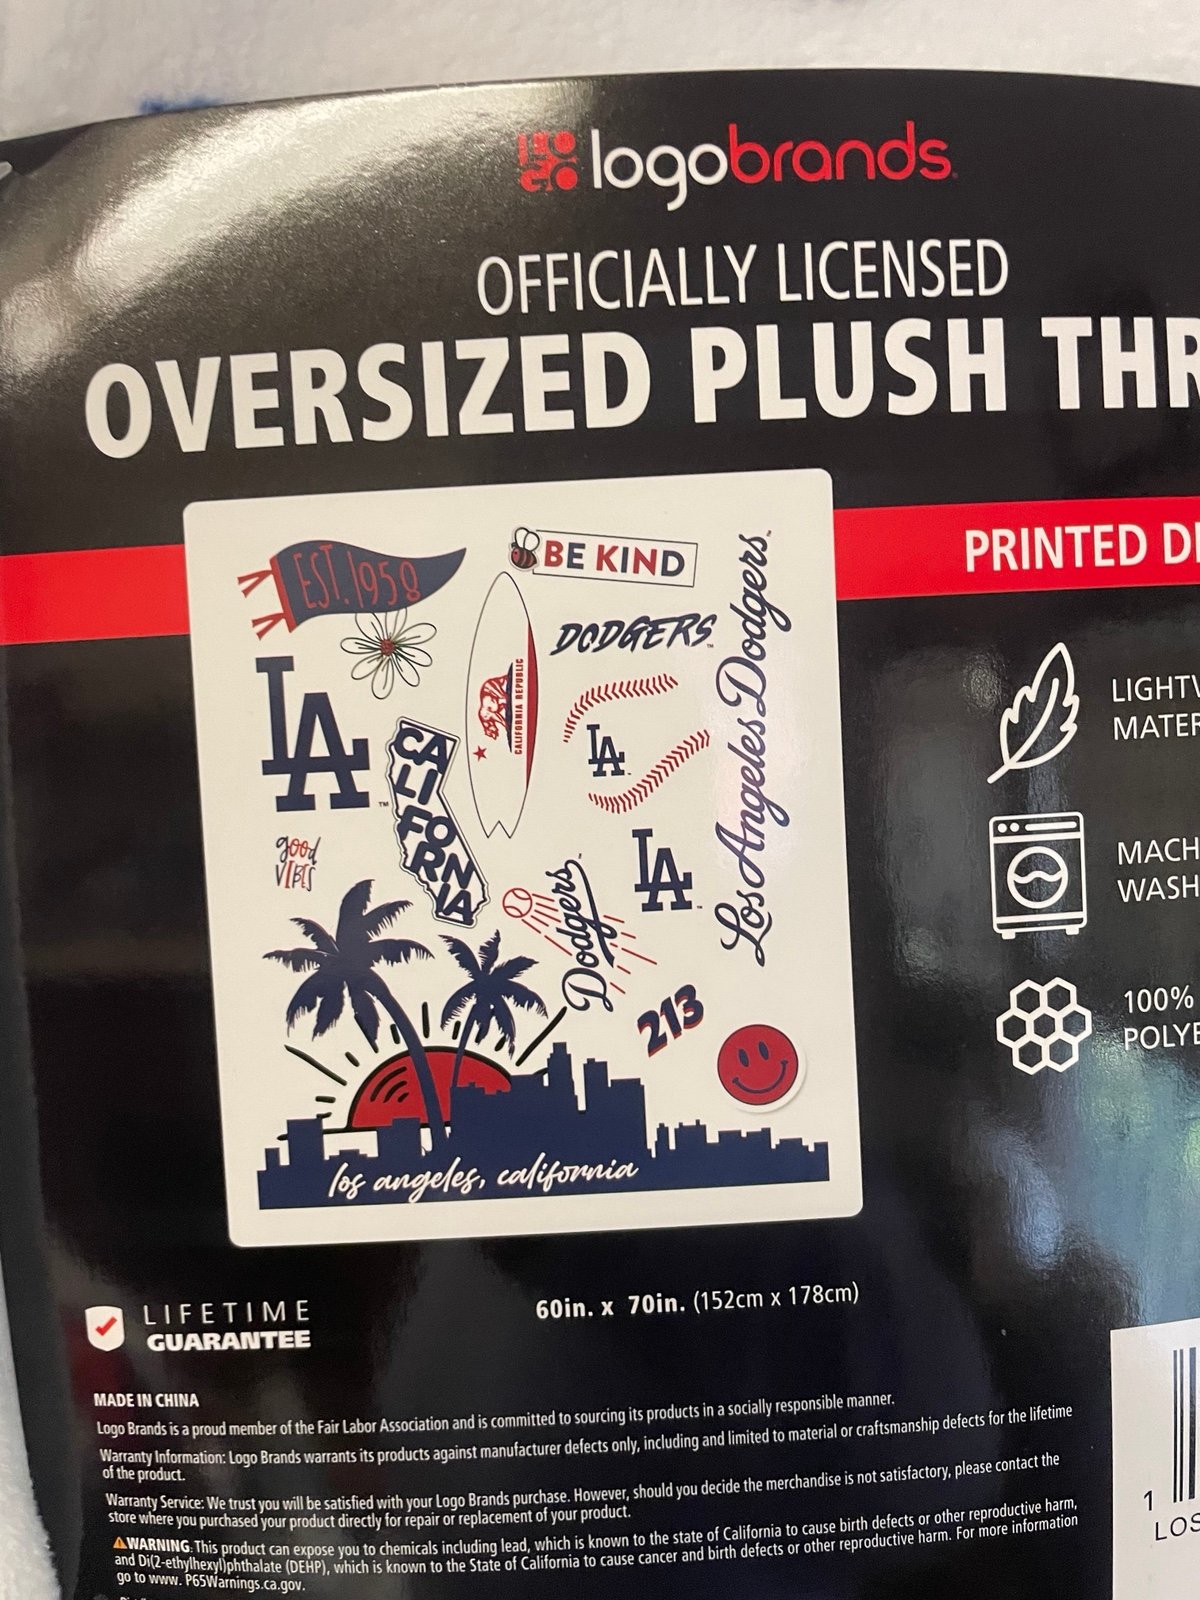 LOGO logobrands
OFFICIALLY LICENSED
OVERSIZED PLUSH THR
PRINTED D
EST. 1958
BE KIND
DODGERS™
Los Angeles Dodgers™
LA™
CALIFORNIA REPUBLIC
LA™
CALIFORNIA
good
VIBES
Dodgers™
LA™
213
los angeles, california
LIGHTW
MATER
MACH
WASH
100%
POLYE
LIFETIME
GUARANTEE
60in. x 70in. (152cm x 178cm)
MADE IN CHINA
Logo Brands is a proud member of the Fair Labor Association and is committed to sourcing its products in a socially responsible manner.
Warranty Information: Logo Brands warrants its products against manufacturer defects only, including and limited to material or craftsmanship defects for the lifetime
of the product.
Warranty Service: We trust you will be satisfied with your Logo Brands purchase. However, should you decide the merchandise is not satisfactory, please contact the
store where you purchased your product directly for repair or replacement of your product.
⚠WARNING: This product can expose you to chemicals including lead, which is known to the state of California to cause birth defects or other reproductive harm,
and Di(2-ethylhexyl)phthalate (DEHP), which is known to the State of California to cause cancer and birth defects or other reproductive harm. For more information
go to www. P65Warnings.ca.gov.
1
LOS